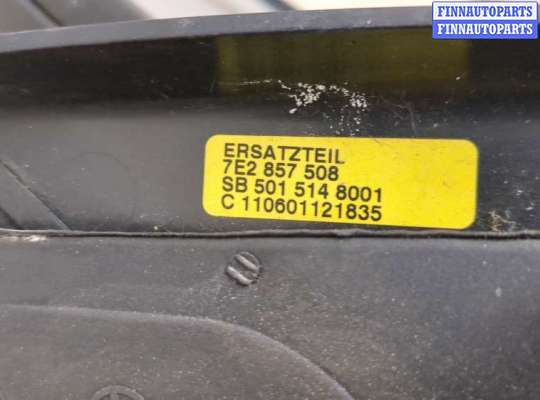 FINNAUTOPARTS
FINNAUTOPARTS
ERSATZTEIL
7E2 857 508
SB 501 514 8001
C 110601121835